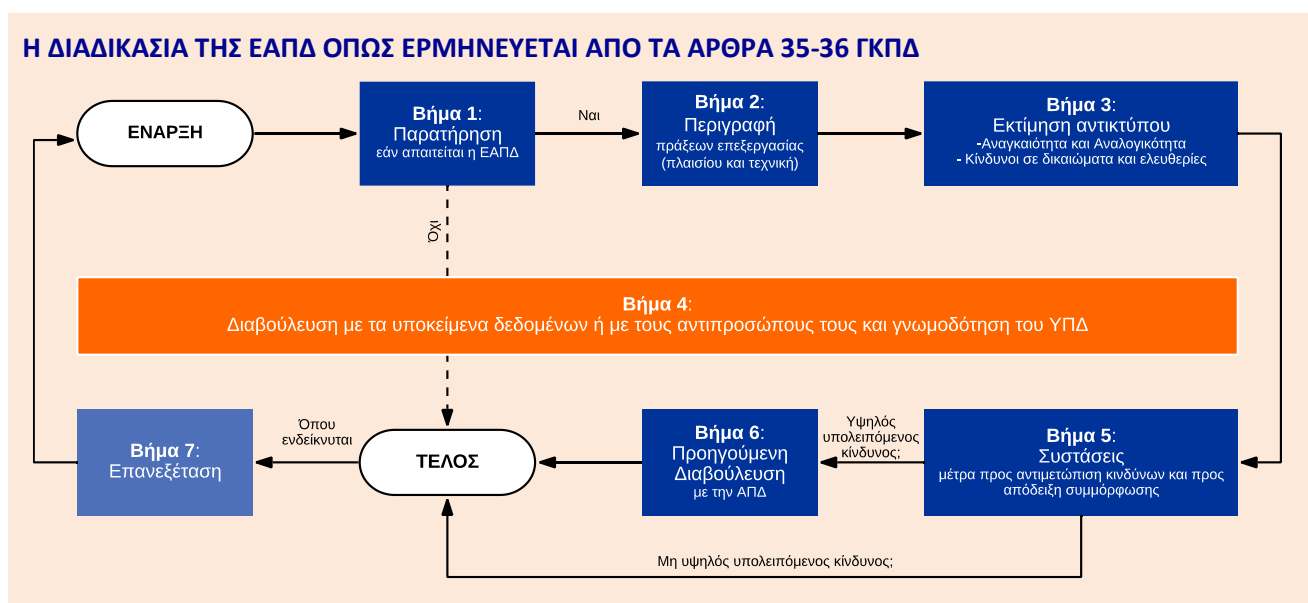 Η ΔΙΑΔΙΚΑΣΙΑ ΤΗΣ ΕΑΠΔ ΟΠΩΣ ΕΡΜΗΝΕΥΕΤΑΙ ΑΠΟ ΤΑ ΑΡΘΡΑ 35-36 ΓΚΠΔ
ΕΝΑΡΞΗ
Βήμα 1:
Παρατήρηση
εάν απαιτείται η ΕΑΠΔ
Ναι
Βήμα 2:
Περιγραφή
πράξεων επεξεργασίας
(πλαισίου και τεχνική)
Βήμα 3:
Εκτίμηση αντικτύπου
-Αναγκαιότητα και Αναλογικότητα
- Κίνδυνοι σε δικαιώματα και ελευθερίες
Όχι
Βήμα 4:
Διαβούλευση με τα υποκείμενα δεδομένων ή με τους αντιπροσώπους τους και γνωμοδότηση του ΥΠΔ
Βήμα 7:
Επανεξέταση
Όπου
ενδείκνυται
ΤΕΛΟΣ
Βήμα 6:
Προηγούμενη
Διαβούλευση
με την ΑΠΔ
Υψηλός
υπολειπόμενος
κίνδυνος;
Βήμα 5:
Συστάσεις
μέτρα προς αντιμετώπιση κινδύνων και προς
απόδειξη συμμόρφωσης
Μη υψηλός υπολειπόμενος κίνδυνος;